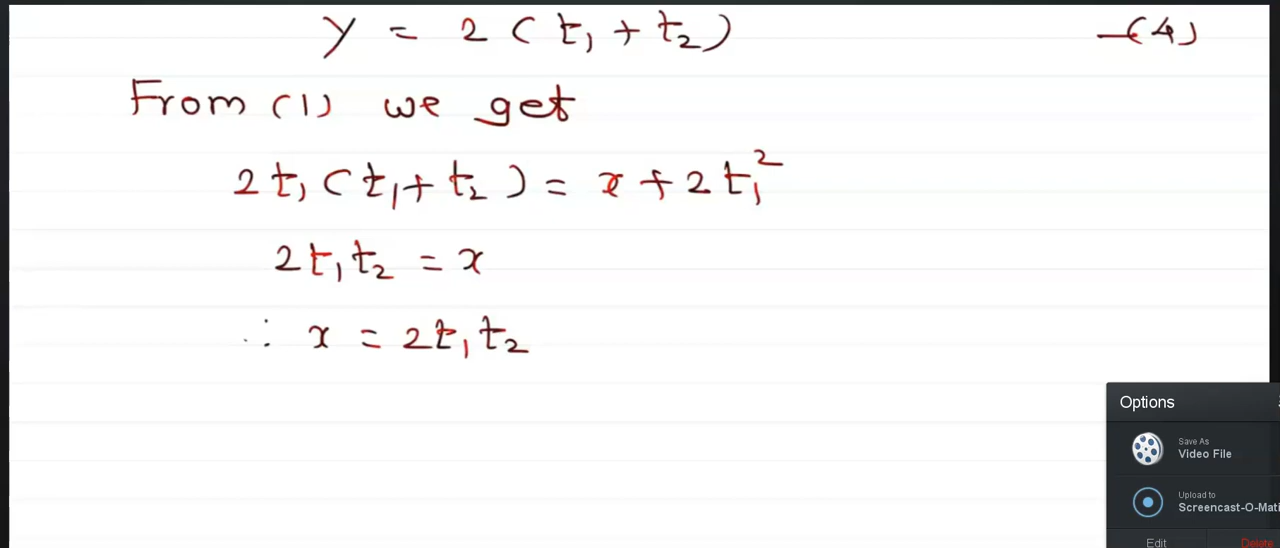 y = 2 ( t₁ + t₂ ) —(4)
From (1) we get
2t₁ ( t₁ + t₂ ) = x + 2t₁²
2t₁t₂ = x
∴ x = 2t₁t₂
Options
Save As
Video File
Upload to
Screencast-O-Mati
Edit Delete